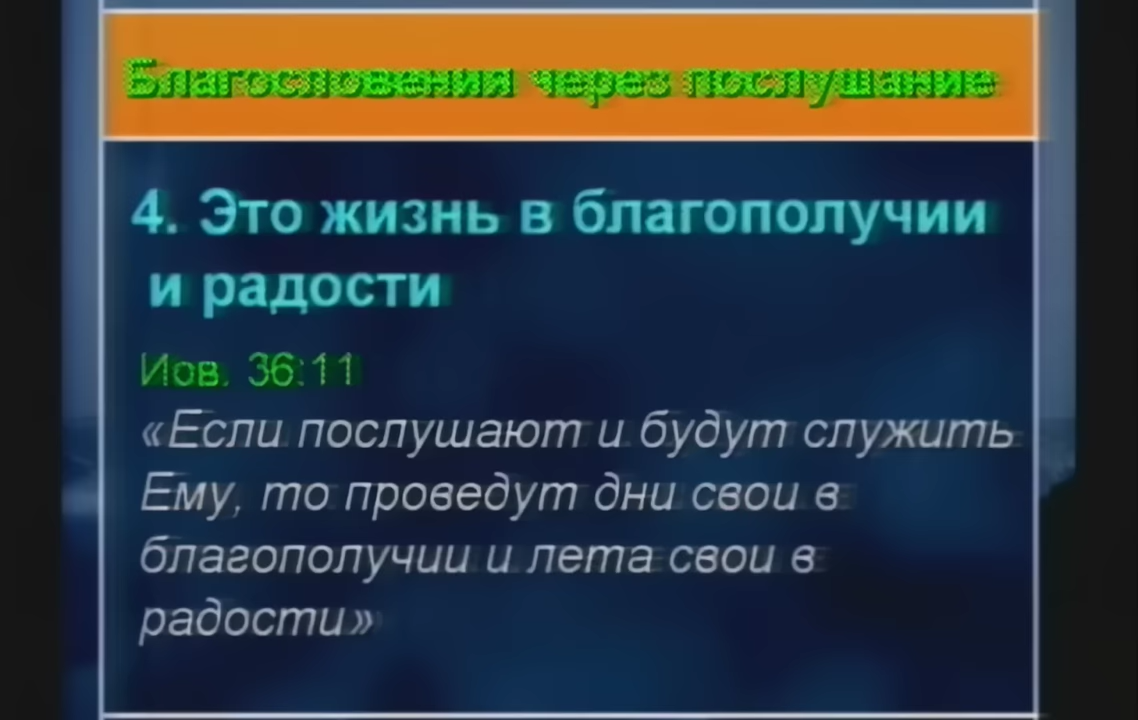 Благословения через послушание
4. Это жизнь в благополучии
и радости
Иов. 36:11
«Если послушают и будут служить
Ему, то проведут дни свои в
благополучии и лета свои в
радости»